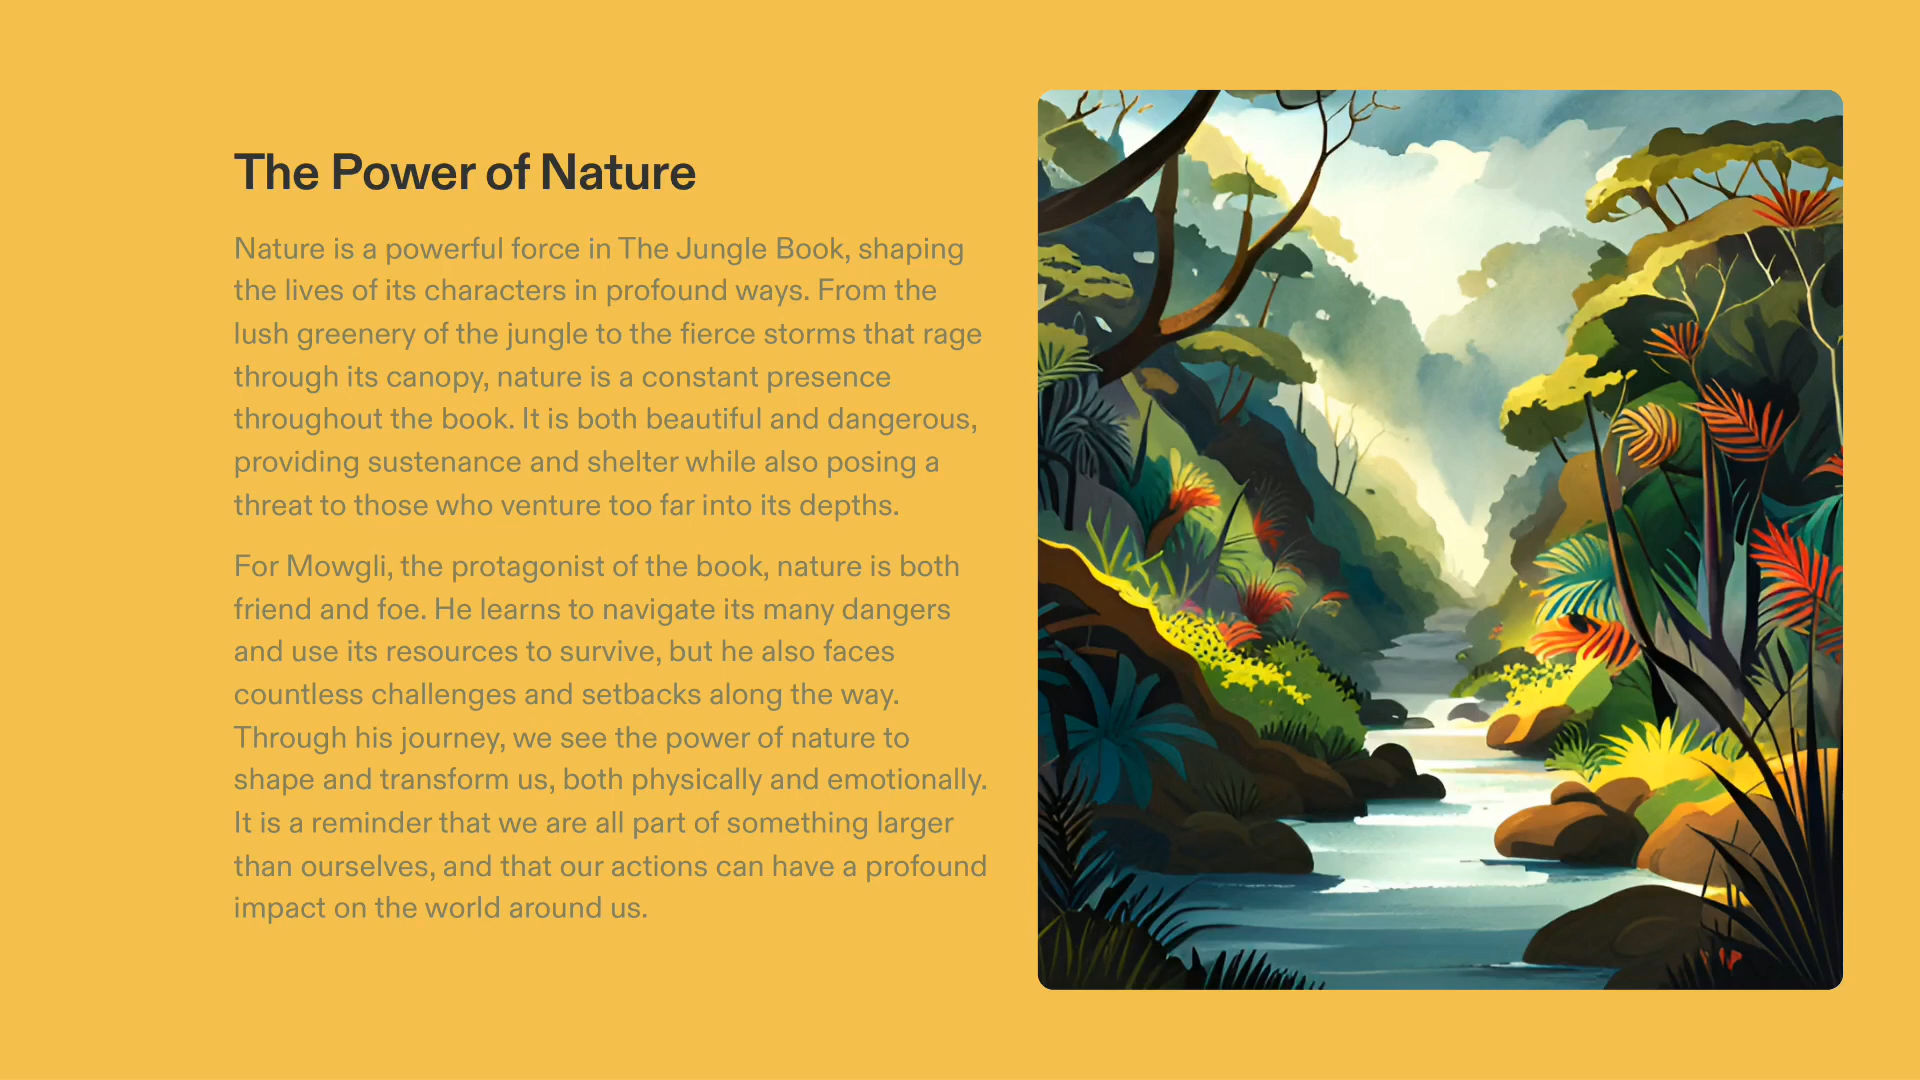 The Power of Nature
Nature is a powerful force in The Jungle Book, shaping
the lives of its characters in profound ways. From the
lush greenery of the jungle to the fierce storms that rage
through its canopy, nature is a constant presence
throughout the book. It is both beautiful and dangerous,
providing sustenance and shelter while also posing a
threat to those who venture too far into its depths.
For Mowgli, the protagonist of the book, nature is both
friend and foe. He learns to navigate its many dangers
and use its resources to survive, but he also faces
countless challenges and setbacks along the way.
Through his journey, we see the power of nature to
shape and transform us, both physically and emotionally.
It is a reminder that we are all part of something larger
than ourselves, and that our actions can have a profound
impact on the world around us.